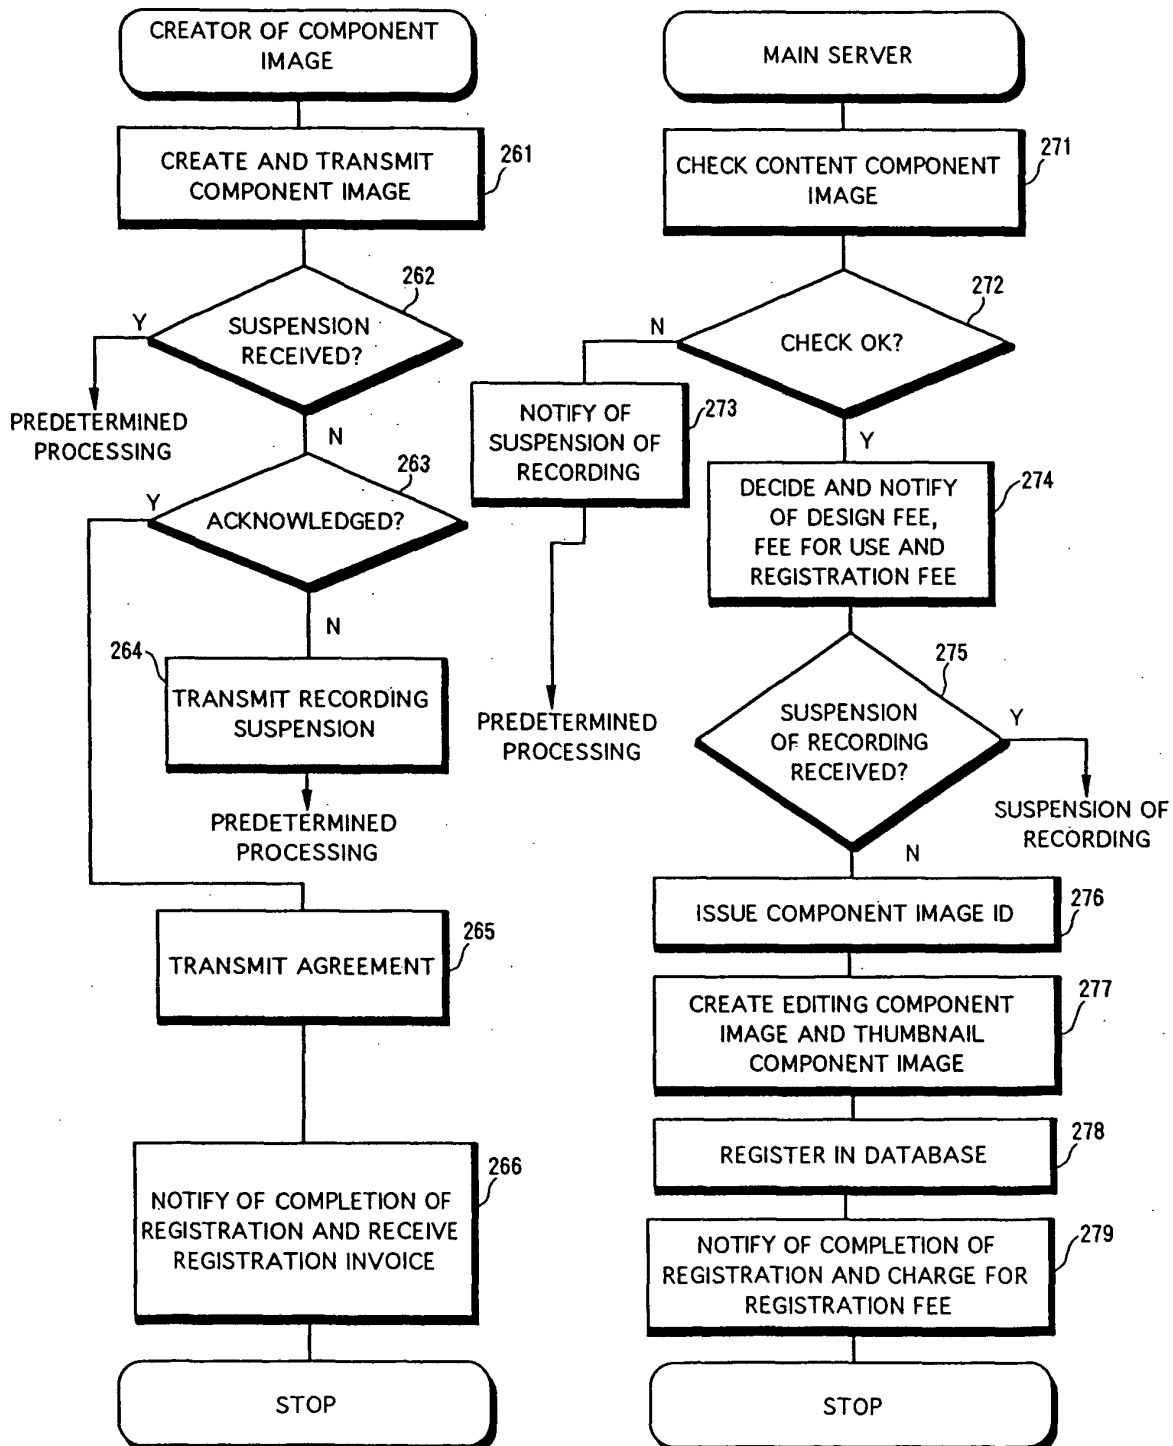 CREATOR OF COMPONENT
IMAGE
CREATE AND TRANSMIT
COMPONENT IMAGE
261
262
SUSPENSION
RECEIVED?
Y
PREDETERMINED
PROCESSING
N
263
Y
ACKNOWLEDGED?
N
264
TRANSMIT RECORDING
SUSPENSION
PREDETERMINED
PROCESSING
265
TRANSMIT AGREEMENT
266
NOTIFY OF COMPLETION OF
REGISTRATION AND RECEIVE
REGISTRATION INVOICE
STOP
MAIN SERVER
271
CHECK CONTENT COMPONENT
IMAGE
272
N
CHECK OK?
273
NOTIFY OF
SUSPENSION OF
RECORDING
PREDETERMINED
PROCESSING
Y
274
DECIDE AND NOTIFY
OF DESIGN FEE,
FEE FOR USE AND
REGISTRATION FEE
275
SUSPENSION
OF RECORDING
RECEIVED?
Y
SUSPENSION OF
RECORDING
N
ISSUE COMPONENT IMAGE ID
276
CREATE EDITING COMPONENT
IMAGE AND THUMBNAIL
COMPONENT IMAGE
277
REGISTER IN DATABASE
278
NOTIFY OF COMPLETION OF
REGISTRATION AND CHARGE FOR
REGISTRATION FEE
279
STOP